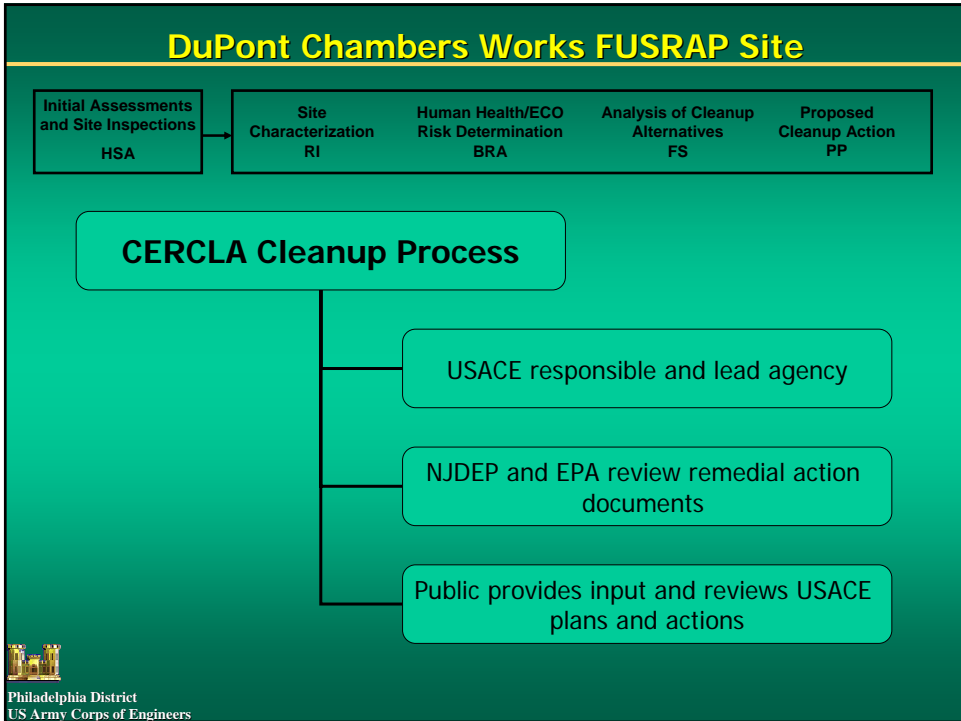 DuPont Chambers Works FUSRAP Site
Initial Assessments
and Site Inspections
HSA
Site
Characterization
RI
Human Health/ECO
Risk Determination
BRA
Analysis of Cleanup
Alternatives
FS
Proposed
Cleanup Action
PP
CERCLA Cleanup Process
USACE responsible and lead agency
NJDEP and EPA review remedial action
documents
Public provides input and reviews USACE
plans and actions
Philadelphia District
US Army Corps of Engineers